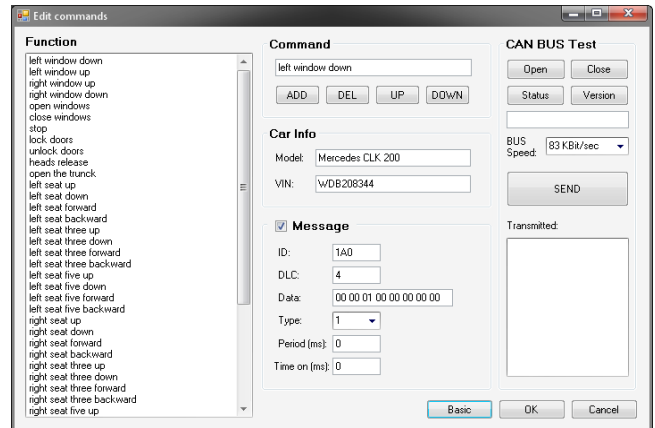 Edit commands
Function
left window down
left window up
right window up
right window down
open windows
close windows
stop
lock doors
unlock doors
heads release
open the trunck
left seat up
left seat down
left seat forward
left seat backward
left seat three up
left seat three down
left seat three forward
left seat three backward
left seat five up
left seat five down
left seat five forward
left seat five backward
right seat up
right seat down
right seat forward
right seat backward
right seat three up
right seat three down
right seat three forward
right seat three backward
right seat five up
Command
left window down
ADD DEL UP DOWN
Car Info
Model: Mercedes CLK 200
VIN: WDB208344
Message
ID: 1A0
DLC: 4
Data: 00 00 01 00 00 00 00 00
Type: 1
Period (ms): 0
Time on (ms): 0
CAN BUS Test
Open Close
Status Version
BUS
Speed: 83 KBit/sec
SEND
Transmitted:
Basic OK Cancel